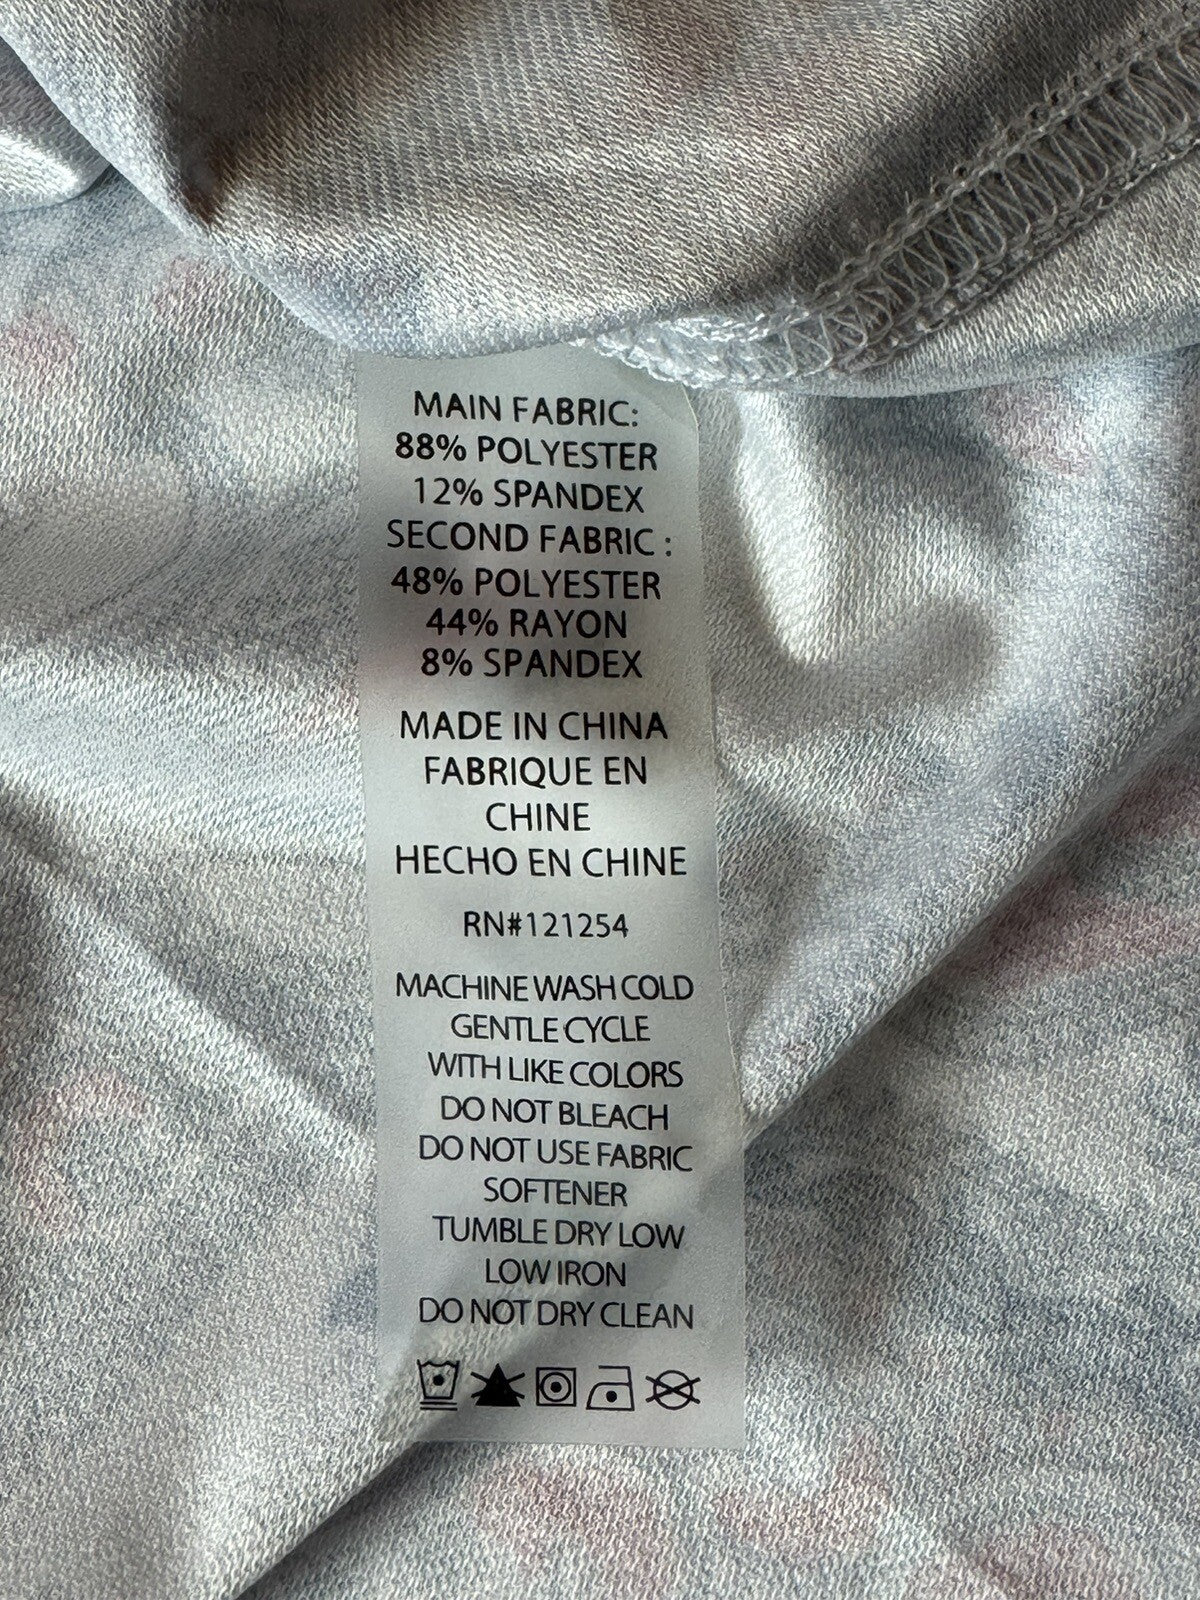 MAIN FABRIC:
88% POLYESTER
12% SPANDEX
SECOND FABRIC :
48% POLYESTER
44% RAYON
8% SPANDEX
MADE IN CHINA
FABRIQUE EN
CHINE
HECHO EN CHINE
RN#121254
MACHINE WASH COLD
GENTLE CYCLE
WITH LIKE COLORS
DO NOT BLEACH
DO NOT USE FABRIC
SOFTENER
TUMBLE DRY LOW
LOW IRON
DO NOT DRY CLEAN